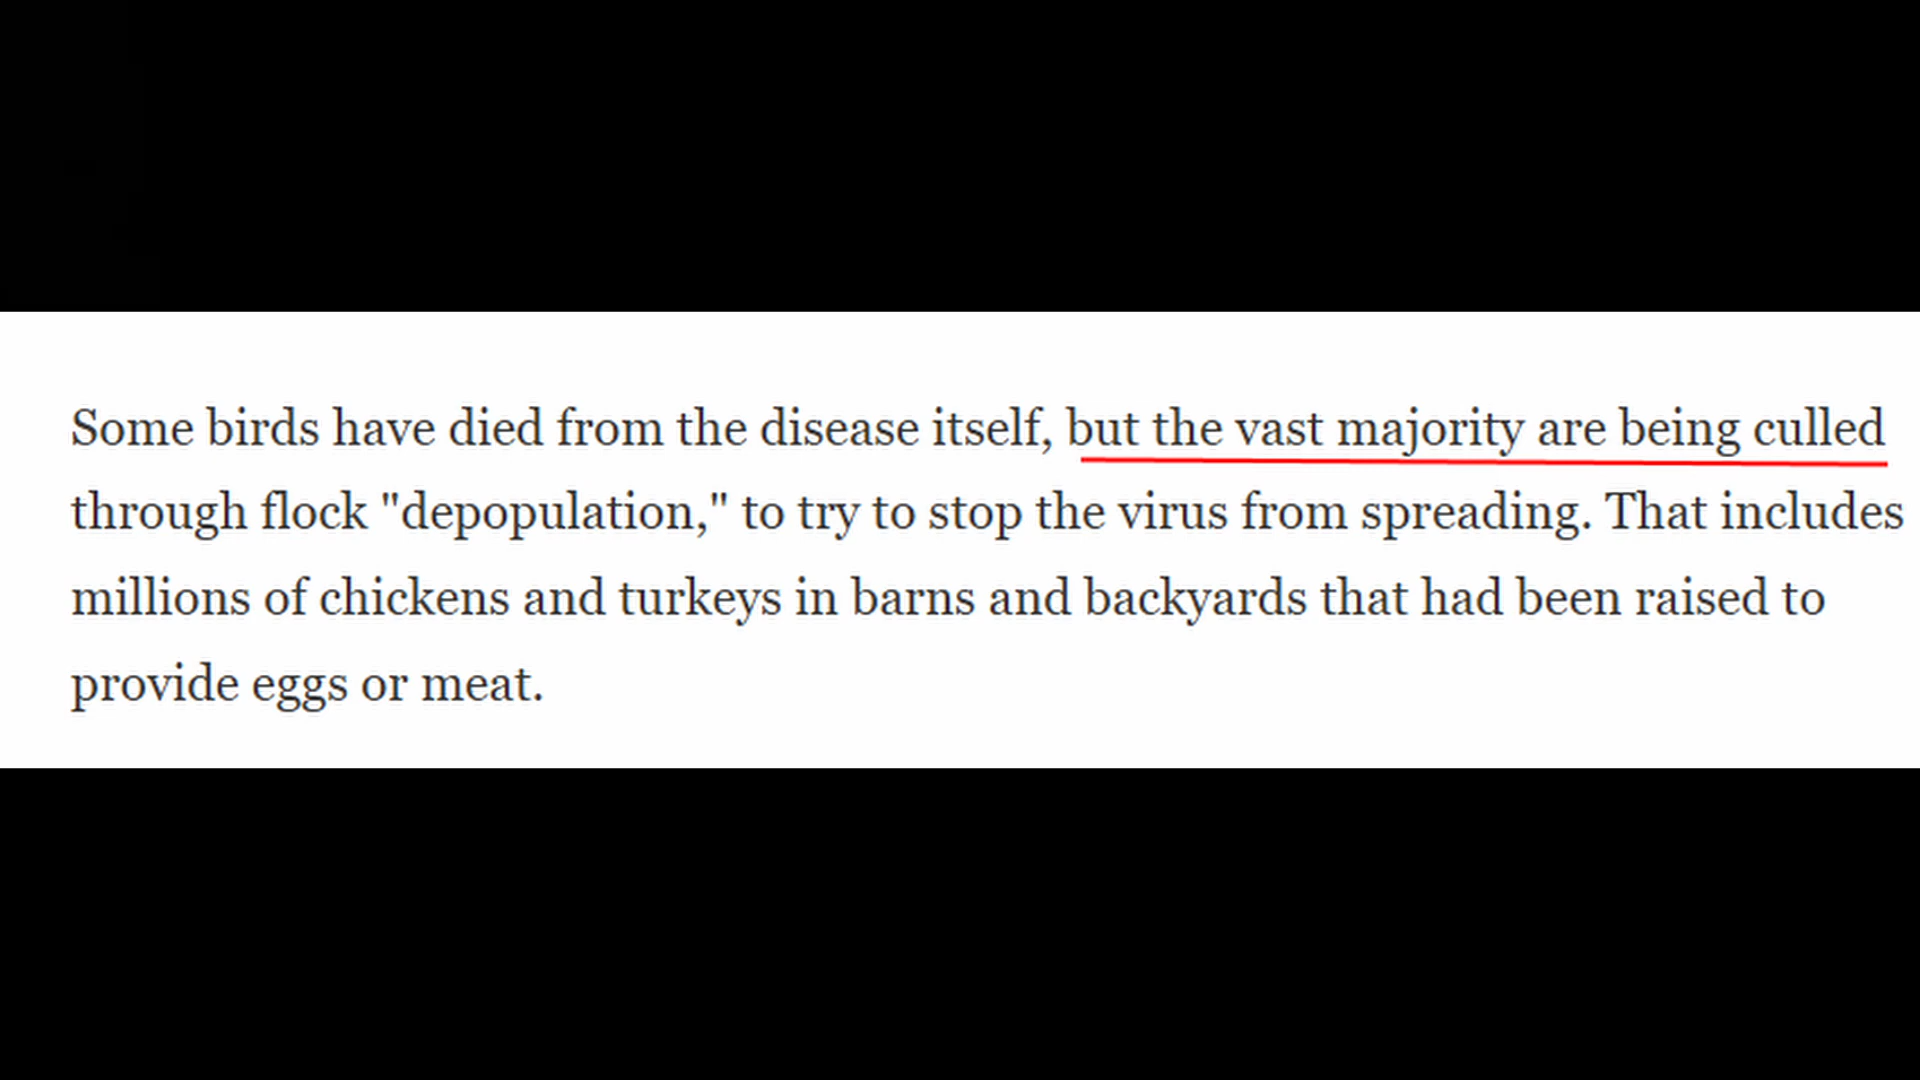 Some birds have died from the disease itself, but the vast majority are being culled
through flock "depopulation," to try to stop the virus from spreading. That includes
millions of chickens and turkeys in barns and backyards that had been raised to
provide eggs or meat.